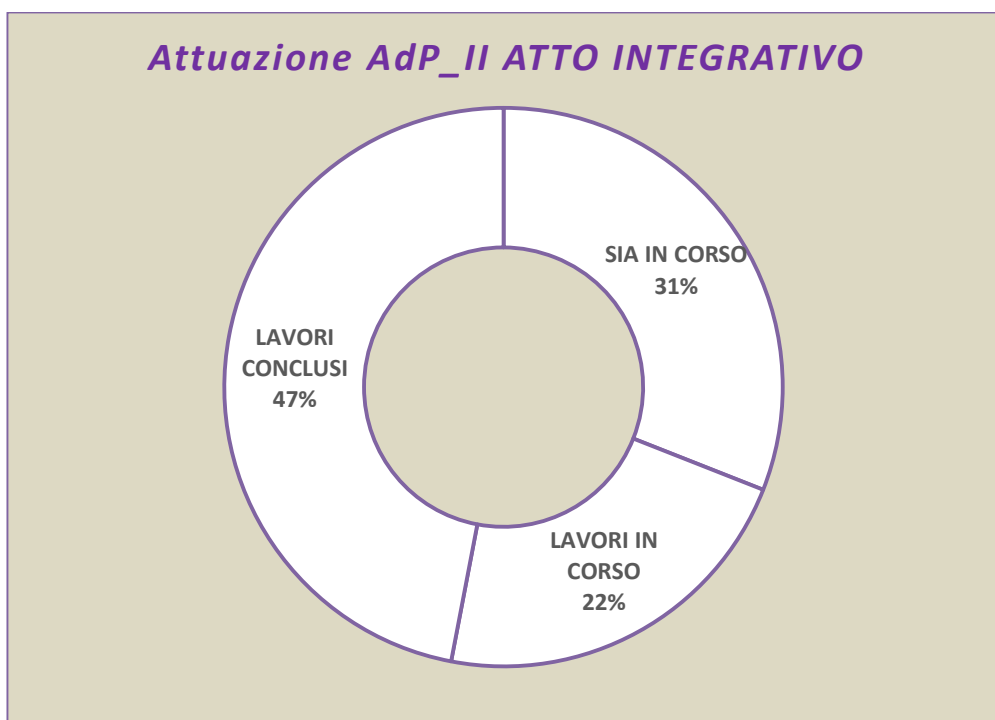 Attuazione AdP_II ATTO INTEGRATIVO
SIA IN CORSO
31%
LAVORI
CONCLUSI
47%
LAVORI IN
CORSO
22%